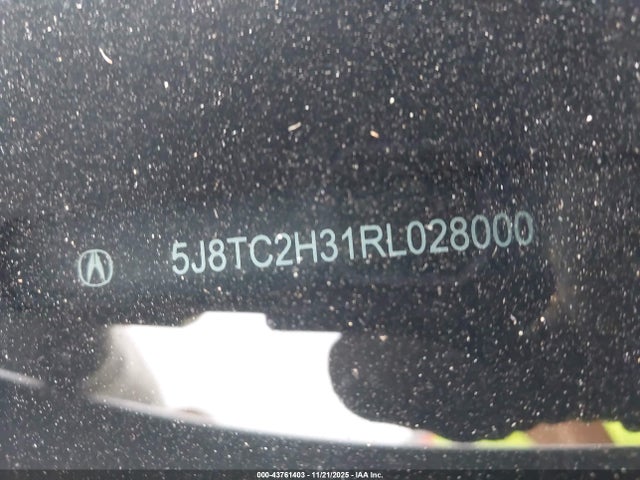 5J8TC2H31RL028000
000-43761403 - 11/21/2025 - IAA Inc.